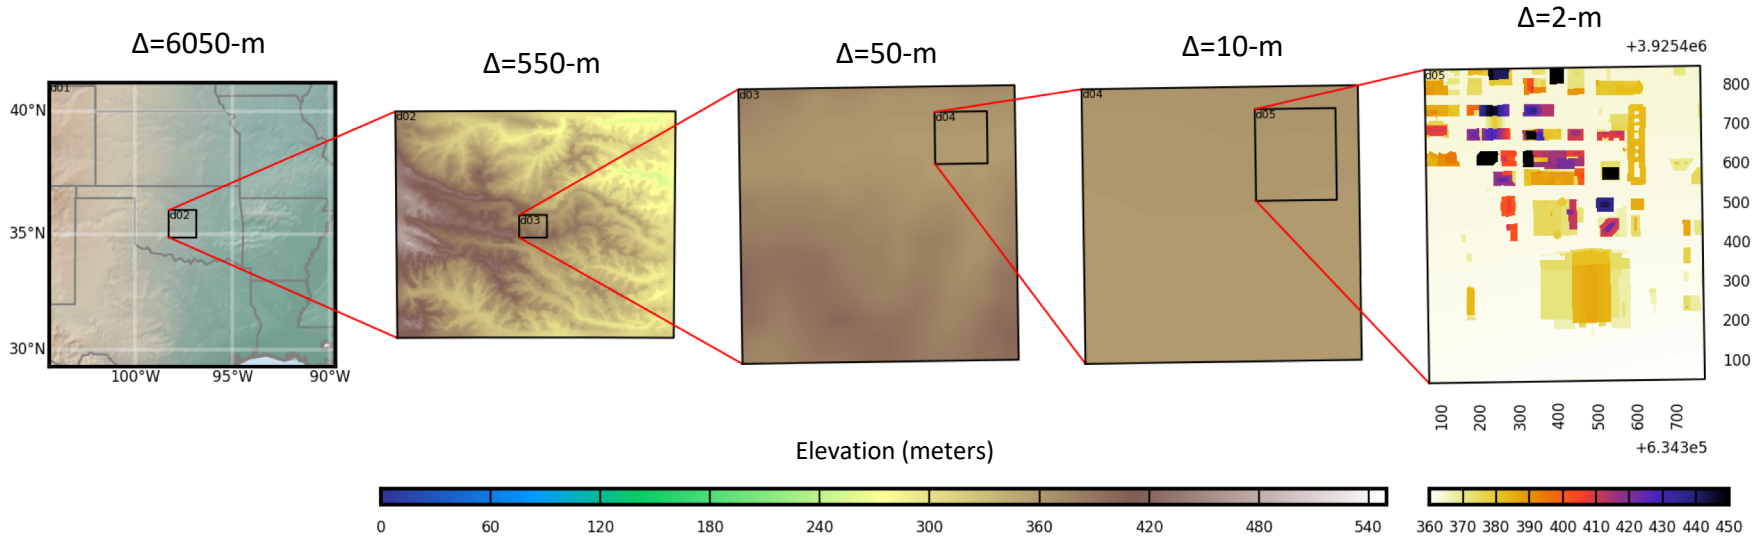 Δ=6050-m
Δ=550-m
Δ=50-m
Δ=10-m
Δ=2-m
+3.9254e6
d01
40°N
35°N
30°N
100°W
95°W
90°W
d02
d02
d03
d03
d04
d04
d05
d05
800
700
600
500
400
300
200
100
100
200
300
400
500
600
700
+6.343e5
Elevation (meters)
0 60 120 180 240 300 360 420 480 540
360 370 380 390 400 410 420 430 440 450